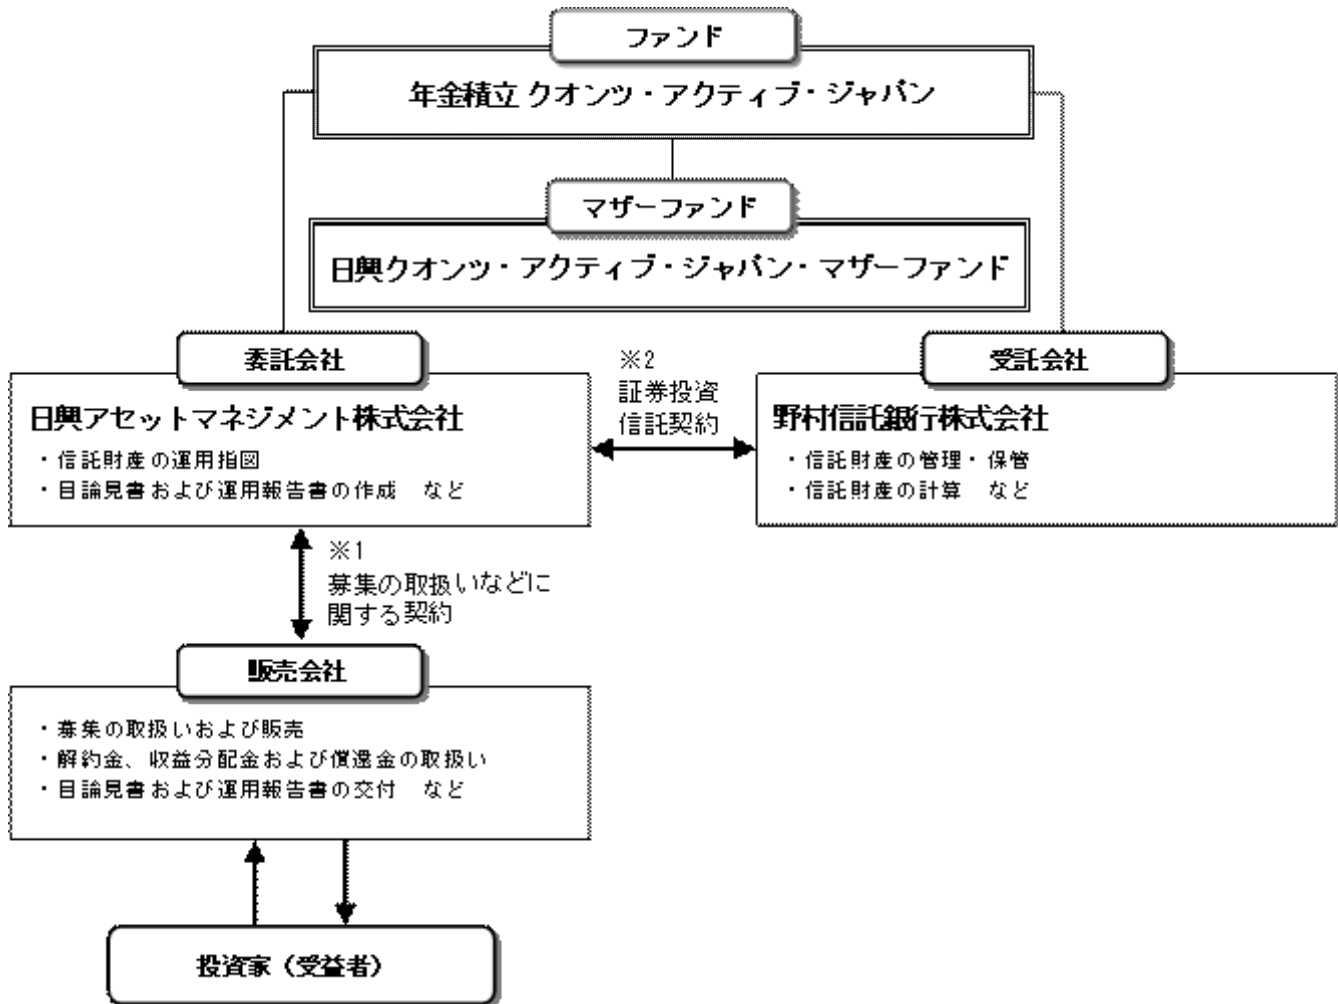 ファンド
年金積立 クオンツ・アクティブ・ジャパン
マザーファンド
日興クオンツ・アクティブ・ジャパン・マザーファンド
委託会社
日興アセットマネジメント株式会社
・信託財産の運用指図
・目論見書および運用報告書の作成　など
※2
証券投資
信託契約
受託会社
野村信託銀行株式会社
・信託財産の管理・保管
・信託財産の計算　など
※1
募集の取扱いなどに
関する契約
販売会社
・募集の取扱いおよび販売
・解約金、収益分配金および償還金の取扱い
・目論見書および運用報告書の交付　など
投資家（受益者）